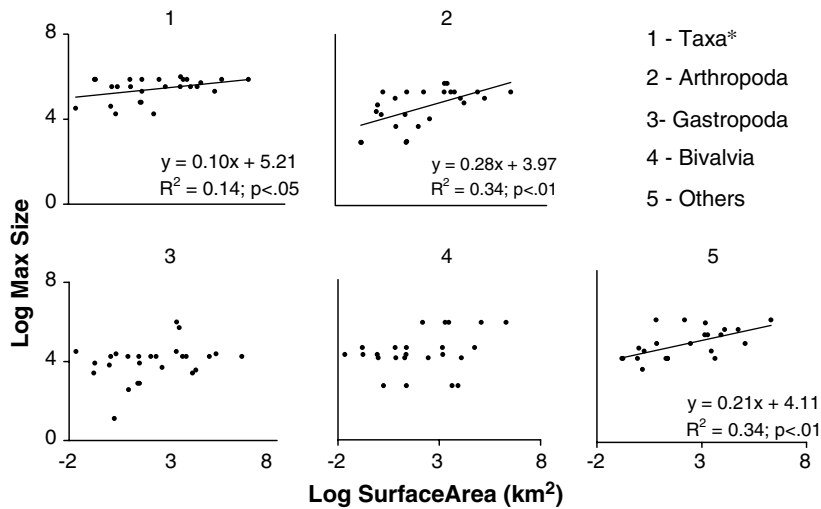 1
2
8
4
0
y = 0.10x + 5.21
R² = 0.14; p<.05
y = 0.28x + 3.97
R² = 0.34; p<.01
1 - Taxa*
2 - Arthropoda
3- Gastropoda
4 - Bivalvia
5 - Others
Log Max Size
3
4
5
8
4
0
y = 0.21x + 4.11
R² = 0.34; p<.01
-2 3 8
-2 3 8
-2 3 8
Log SurfaceArea (km²)